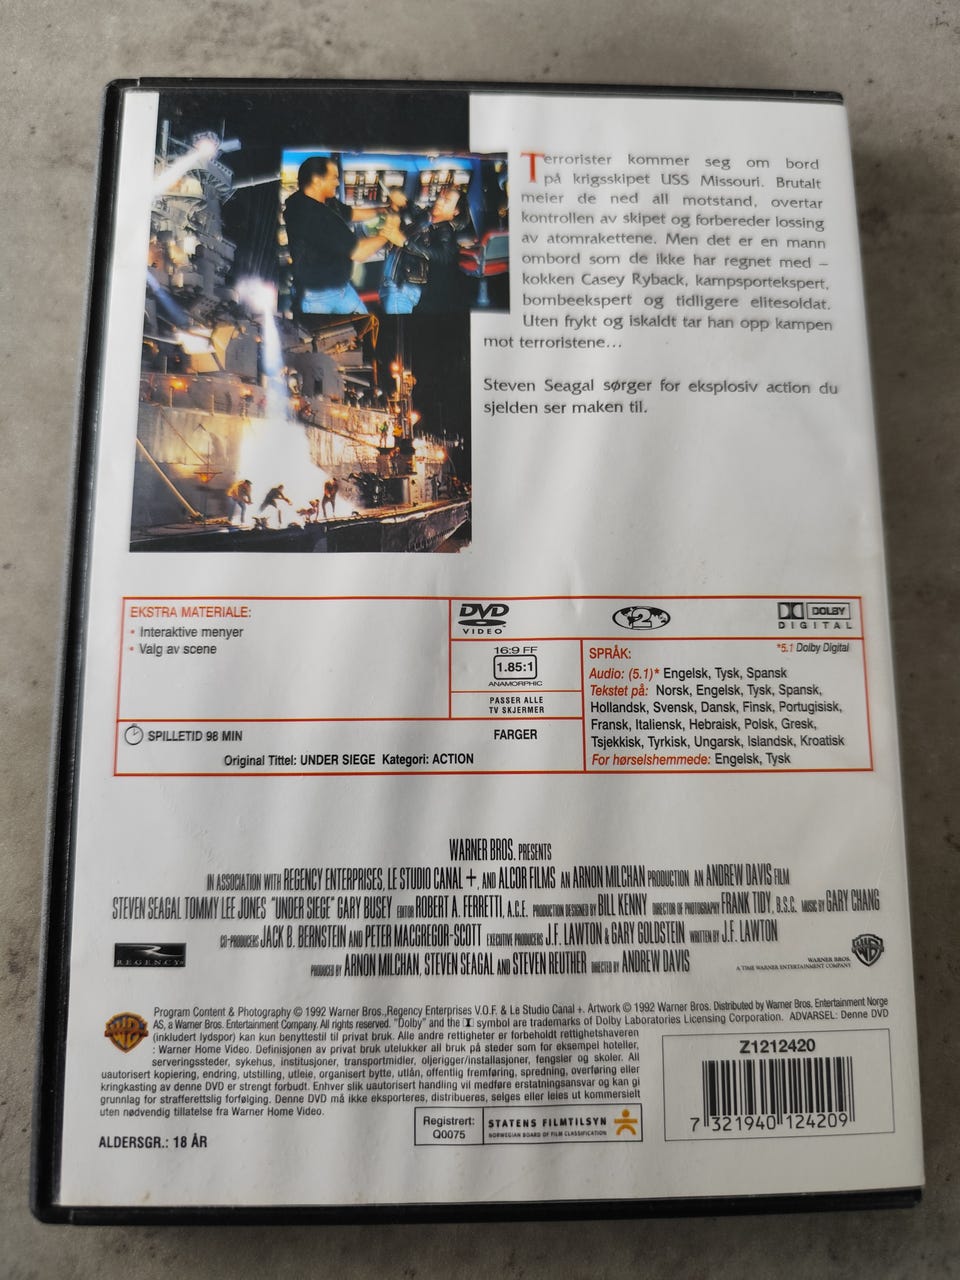 Terrorister kommer seg om bord
på krigsskipet USS Missouri. Brutalt
meier de ned all motstand, overtar
kontrollen av skipet og forbereder lossing
av atomrakettene. Men det er en mann
ombord som de ikke har regnet med –
kokken Casey Ryback, kampsportekspert,
bombeekspert og tidligere elitesoldat.
Uten frykt og iskaldt tar han opp kampen
mot terroristene...
Steven Seagal sørger for eksplosiv action du
sjelden ser maken til.
EKSTRA MATERIALE:
• Interaktive menyer
• Valg av scene
DVD
VIDEO
2
DOLBY
DIGITAL
16:9 FF
1.85:1
ANAMORPHIC
PASSER ALLE
TV SKJERMER
*5.1 Dolby Digital
SPRÅK:
Audio: (5.1)* Engelsk, Tysk, Spansk
Tekstet på: Norsk, Engelsk, Tysk, Spansk,
Hollandsk, Svensk, Dansk, Finsk, Portugisisk,
Fransk, Italiensk, Hebraisk, Polsk, Gresk,
Tsjekkisk, Tyrkisk, Ungarsk, Islandsk, Kroatisk
For hørselshemmede: Engelsk, Tysk
SPILLETID 98 MIN
FARGER
Original Tittel: UNDER SIEGE Kategori: ACTION
WARNER BROS. PRESENTS
IN ASSOCIATION WITH REGENCY ENTERPRISES, LE STUDIO CANAL +, AND ALCOR FILMS AN ARNON MILCHAN PRODUCTION AN ANDREW DAVIS FILM
STEVEN SEAGAL TOMMY LEE JONES "UNDER SIEGE" GARY BUSEY EDITOR ROBERT A. FERRETTI, A.C.E. PRODUCTION DESIGNED BY BILL KENNY DIRECTOR OF PHOTOGRAPHY FRANK TIDY, B.S.C. MUSIC BY GARY CHANG
CO-PRODUCERS JACK B. BERNSTEIN AND PETER MACGREGOR-SCOTT EXECUTIVE PRODUCERS J.F. LAWTON & GARY GOLDSTEIN WRITTEN BY J.F. LAWTON
PRODUCED BY ARNON MILCHAN, STEVEN SEAGAL AND STEVEN REUTHER DIRECTED BY ANDREW DAVIS
R
REGENCY
WARNER BROS.
A TIME WARNER ENTERTAINMENT COMPANY
Program Content & Photography © 1992 Warner Bros.,Regency Enterprises V.O.F. & Le Studio Canal +. Artwork © 1992 Warner Bros. Distributed by Warner Bros. Entertainment Norge
AS, a Warner Bros. Entertainment Company. All rights reserved. "Dolby" and the symbol are trademarks of Dolby Laboratories Licensing Corporation. ADVARSEL: Denne DVD
(inkludert lydspor) kan kun benyttestil til privat bruk. Alle andre rettigheter er forbeholdt rettighetshaveren
: Warner Home Video. Definisjonen av privat bruk utelukker all bruk på steder som for eksempel hoteller,
serveringssteder, sykehus, institusjoner, transportmidler, oljerigger/installasjoner, fengsler og skoler. All
uautorisert kopiering, endring, utstilling, utleie, organisert bytte, utlån, offentlig fremføring, spredning, overføring eller
kringkasting av denne DVD er strengt forbudt. Enhver slik uautorisert handling vil medføre erstatningsansvar og kan gi
grunnlag for strafferettslig forfølging. Denne DVD må ikke eksporteres, distribueres, selges eller leies ut kommersielt
uten nødvendig tillatelse fra Warner Home Video.
ALDERSGR.: 18 ÅR
Registrert:
Q0075
STATENS FILMTILSYN
NORWEGIAN BOARD OF FILM CLASSIFICATION
Z1212420
7 321940 124209